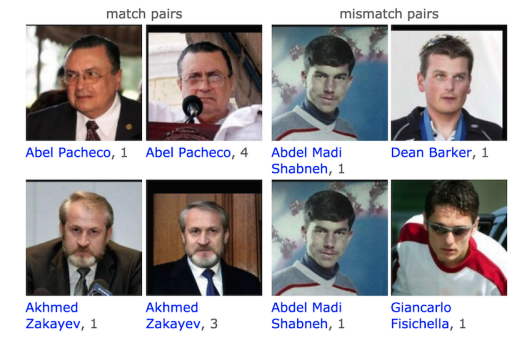 match pairs
mismatch pairs
Abel Pacheco, 1
Abel Pacheco, 4
Abdel Madi
Shabneh, 1
Dean Barker, 1
Akhmed
Zakayev, 1
Akhmed
Zakayev, 3
Abdel Madi
Shabneh, 1
Giancarlo
Fisichella, 1